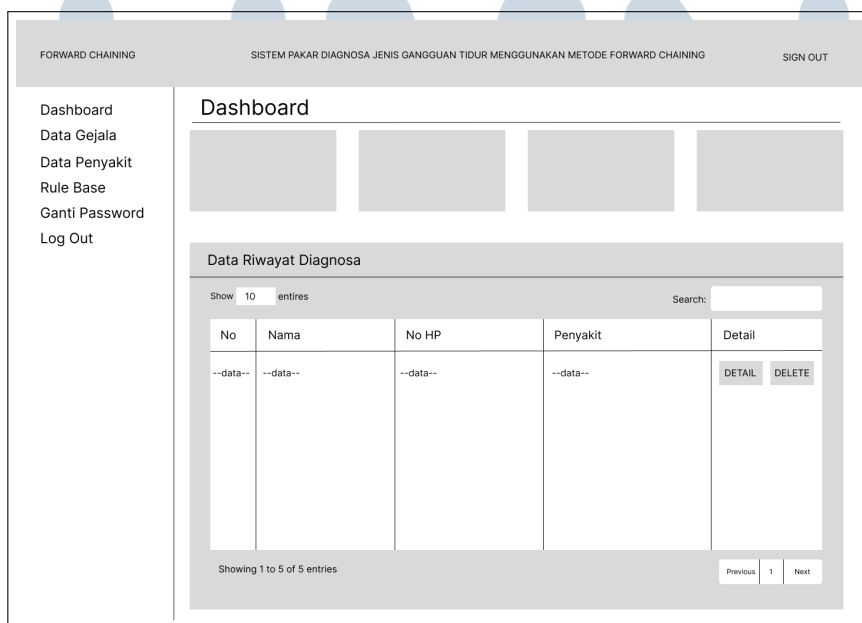 FORWARD CHAINING
SISTEM PAKAR DIAGNOSA JENIS GANGGUAN TIDUR MENGGUNAKAN METODE FORWARD CHAINING
SIGN OUT
Dashboard
Data Gejala
Data Penyakit
Rule Base
Ganti Password
Log Out
Dashboard
Data Riwayat Diagnosa
Show 10 entires
Search:
No Nama No HP Penyakit Detail
--data-- --data-- --data-- --data-- DETAIL DELETE
Showing 1 to 5 of 5 entries
Previous 1 Next